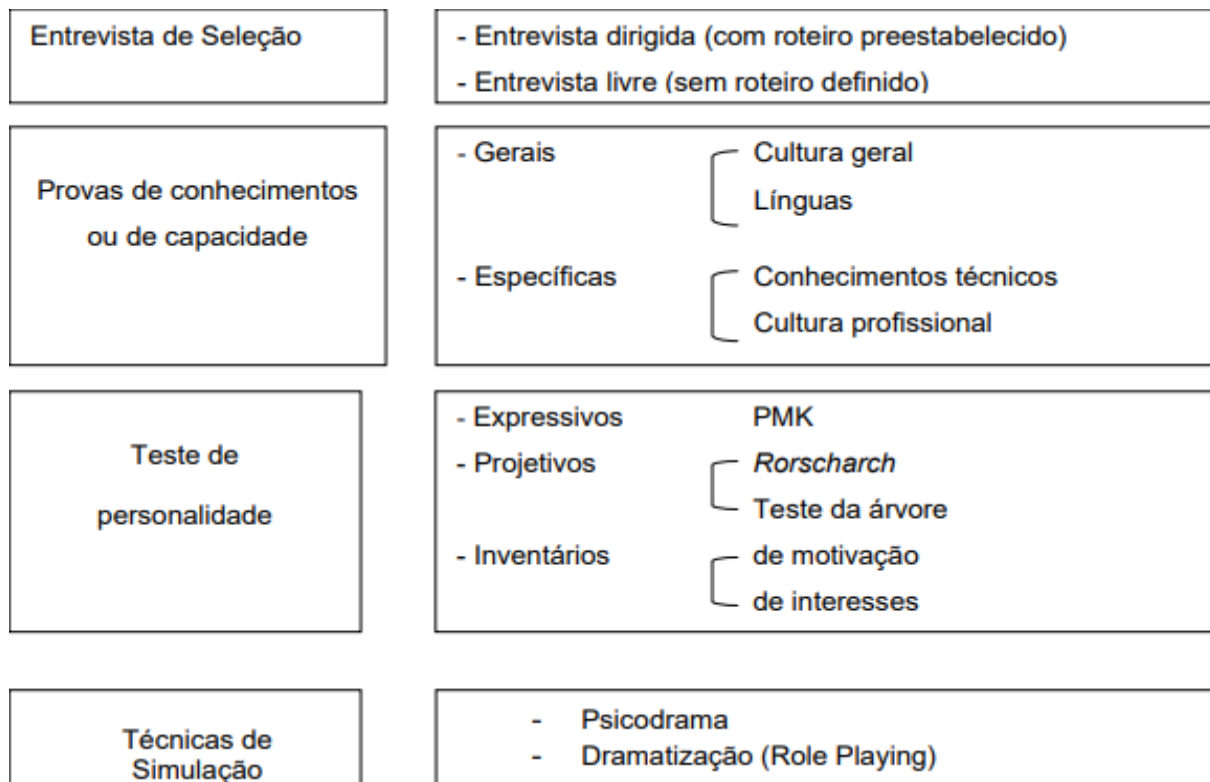 Entrevista de Seleção
- Entrevista dirigida (com roteiro preestabelecido)
- Entrevista livre (sem roteiro definido)
Provas de conhecimentos
ou de capacidade
- Gerais Cultura geral
Línguas
- Específicas Conhecimentos técnicos
Cultura profissional
Teste de
personalidade
- Expressivos PMK
- Projetivos Rorscharch
Teste da árvore
- Inventários de motivação
de interesses
Técnicas de
Simulação
- Psicodrama
- Dramatização (Role Playing)